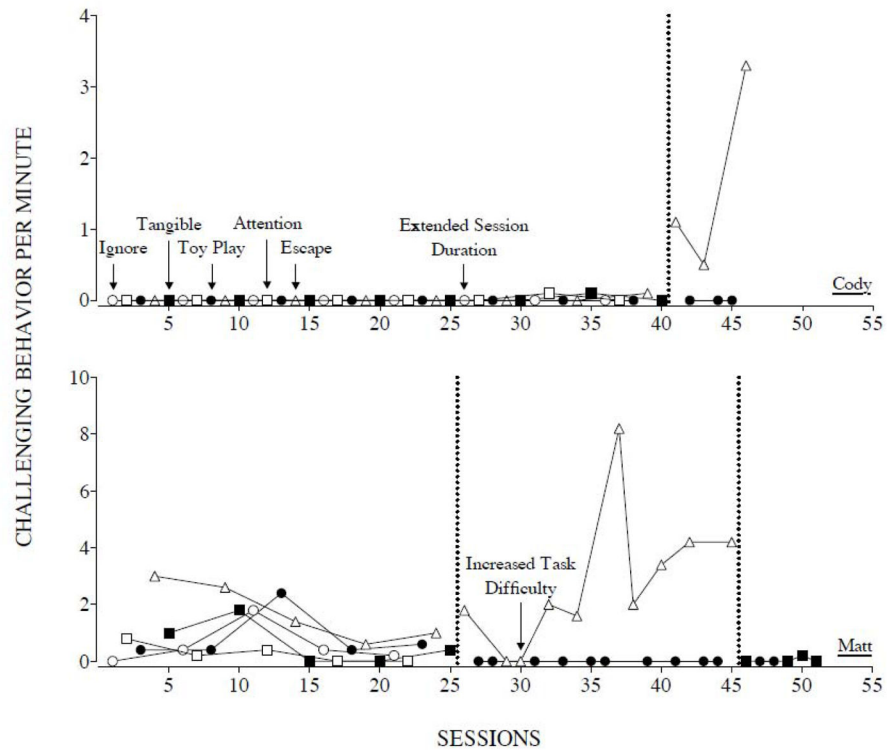 CHALLENGING BEHAVIOR PER MINUTE
4
3
2
1
0
Ignore
Tangible
Toy Play
Attention
Escape
Extended Session
Duration
Cody
5 10 15 20 25 30 35 40 45 50 55
10
8
6
4
2
0
Increased Task
Difficulty
Matt
5 10 15 20 25 30 35 40 45 50 55
SESSIONS